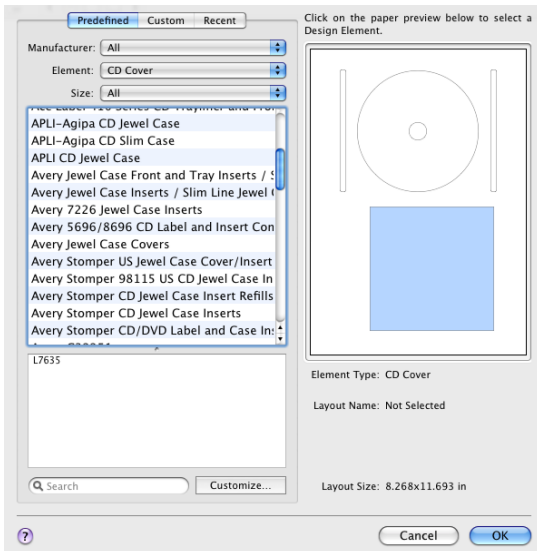 Predefined Custom Recent
Manufacturer: All
Element: CD Cover
Size: All
APLI-Agipa CD Jewel Case
APLI-Agipa CD Slim Case
APLI CD Jewel Case
Avery Jewel Case Front and Tray Inserts / S
Avery Jewel Case Inserts / Slim Line Jewel (
Avery 7226 Jewel Case Inserts
Avery 5696/8696 CD Label and Insert Con
Avery Jewel Case Covers
Avery Stomper US Jewel Case Cover/Insert
Avery Stomper 98115 US CD Jewel Case In
Avery Stomper CD Jewel Case Insert Refills
Avery Stomper CD Jewel Case Inserts
Avery Stomper CD/DVD Label and Case In
L7635
Search
Customize...
Click on the paper preview below to select a
Design Element.
Element Type: CD Cover
Layout Name: Not Selected
Layout Size: 8.268x11.693 in
?
Cancel
OK